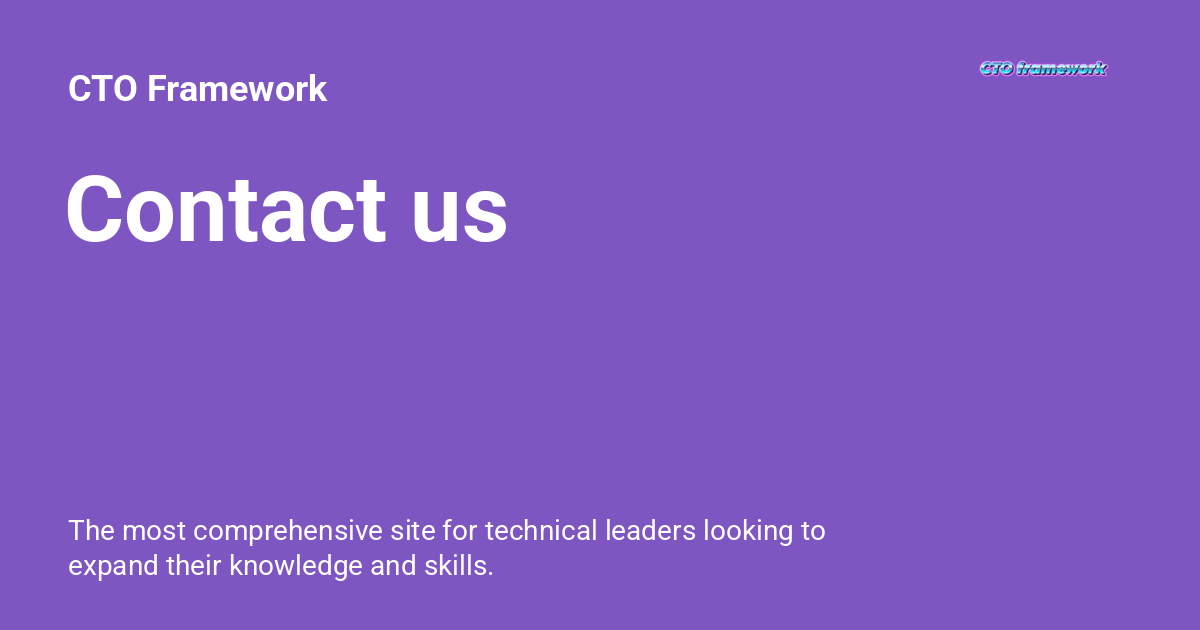 CTO Framework
CTO framework
Contact us
The most comprehensive site for technical leaders looking to
expand their knowledge and skills.